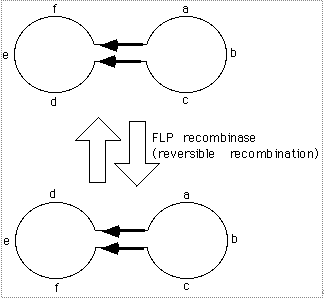 f a
e b
d c
FLP recombinase
(reversible recombination)
d a
e b
f c